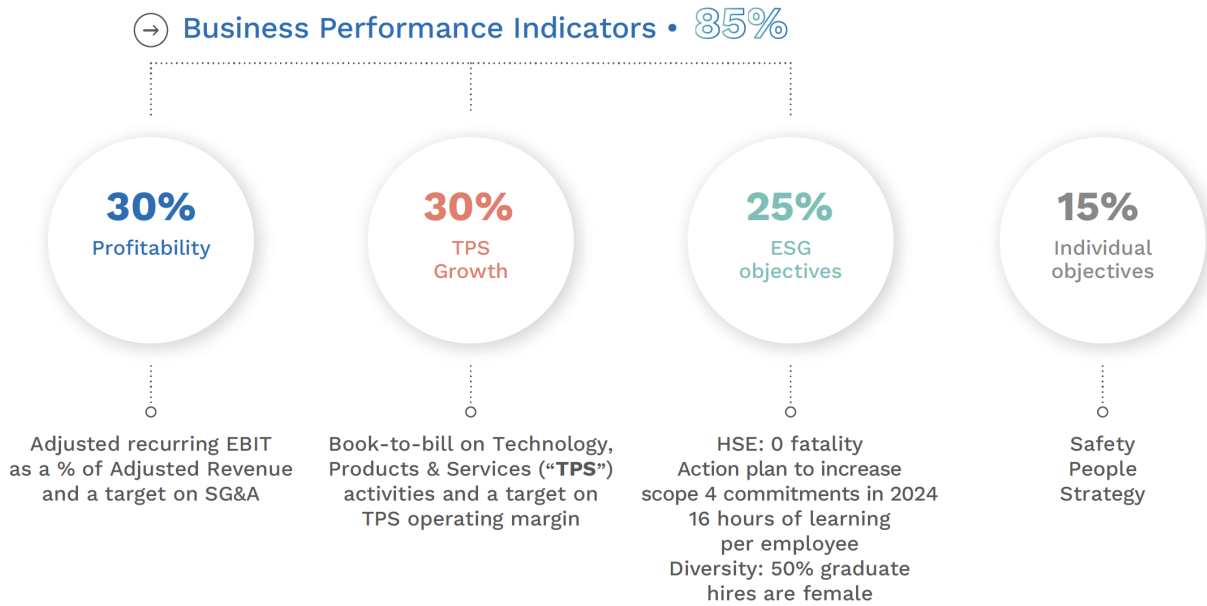 Business Performance Indicators • 85%
30%
Profitability
Adjusted recurring EBIT
as a % of Adjusted Revenue
and a target on SG&A
30%
TPS
Growth
Book-to-bill on Technology,
Products & Services (“TPS”)
activities and a target on
TPS operating margin
25%
ESG
objectives
HSE: 0 fatality
Action plan to increase
scope 4 commitments in 2024
16 hours of learning
per employee
Diversity: 50% graduate
hires are female
15%
Individual
objectives
Safety
People
Strategy